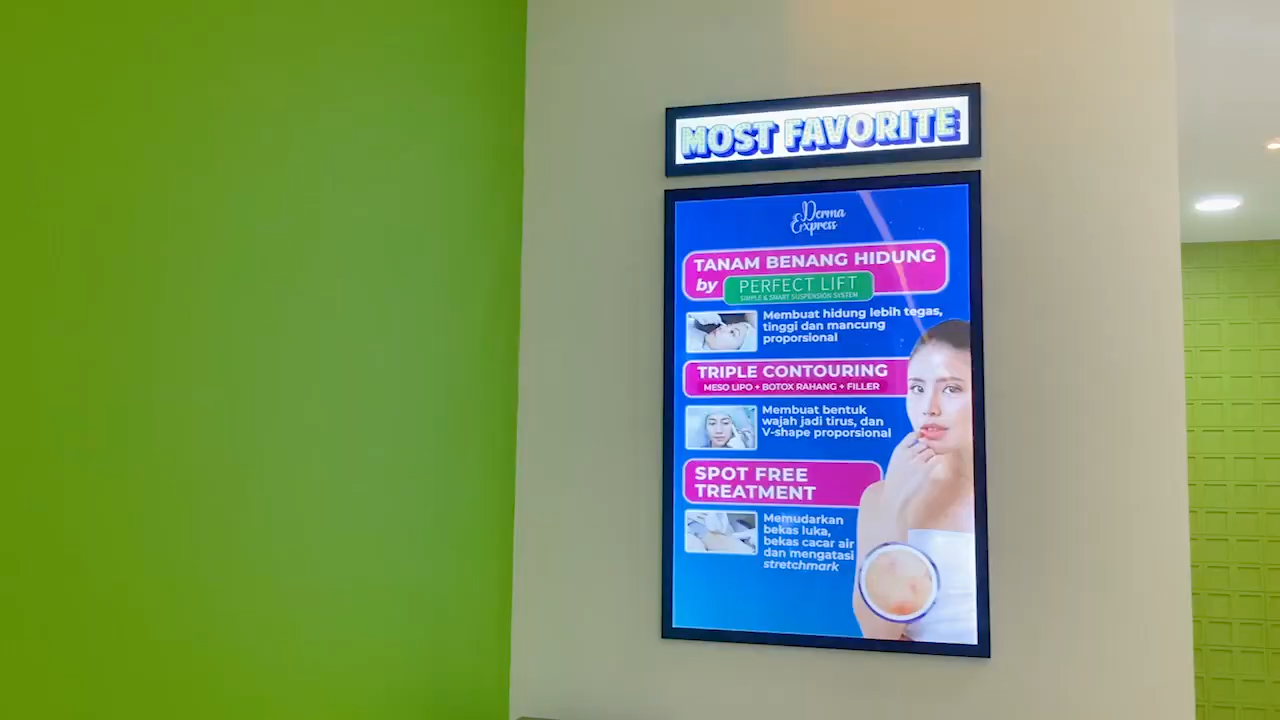 MOST FAVORITE
Derma
Express
TANAM BENANG HIDUNG
by PERFECT LIFT
SIMPLE & SMART SUSPENSION SYSTEM
Membuat hidung lebih tegas,
tinggi dan mancung
proporsional
TRIPLE CONTOURING
MESO LIPO + BOTOX RAHANG + FILLER
Membuat bentuk
wajah jadi tirus, dan
V-shape proporsional
SPOT FREE
TREATMENT
Memudarkan
bekas luka,
bekas cacar air
dan mengatasi
stretchmark